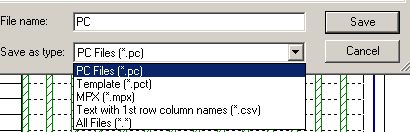 File name: PC Save
Save as type: PC Files (*.pc) Cancel
PC Files (*.pc)
Template (*.pct)
MPX (*.mpx)
Text with 1st row column names (*.csv)
All Files (*.*)